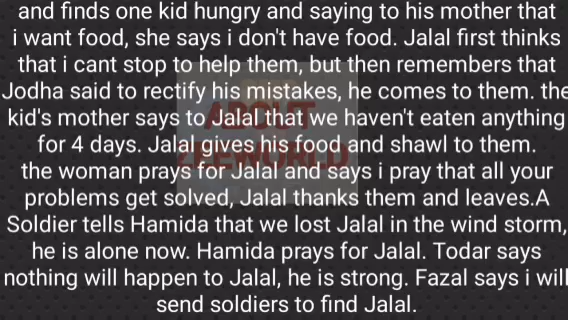 and finds one kid hungry and saying to his mother that
i want food, she says i don't have food. Jalal first thinks
that i cant stop to help them, but then remembers that
Jodha said to rectify his mistakes, he comes to them. the
kid's mother says to Jalal that we haven't eaten anything
for 4 days. Jalal gives his food and shawl to them.
the woman prays for Jalal and says i pray that all your
problems get solved, Jalal thanks them and leaves.A
Soldier tells Hamida that we lost Jalal in the wind storm,
he is alone now. Hamida prays for Jalal. Todar says
nothing will happen to Jalal, he is strong. Fazal says i will
send soldiers to find Jalal.
ABOUT
ZEEWORLD